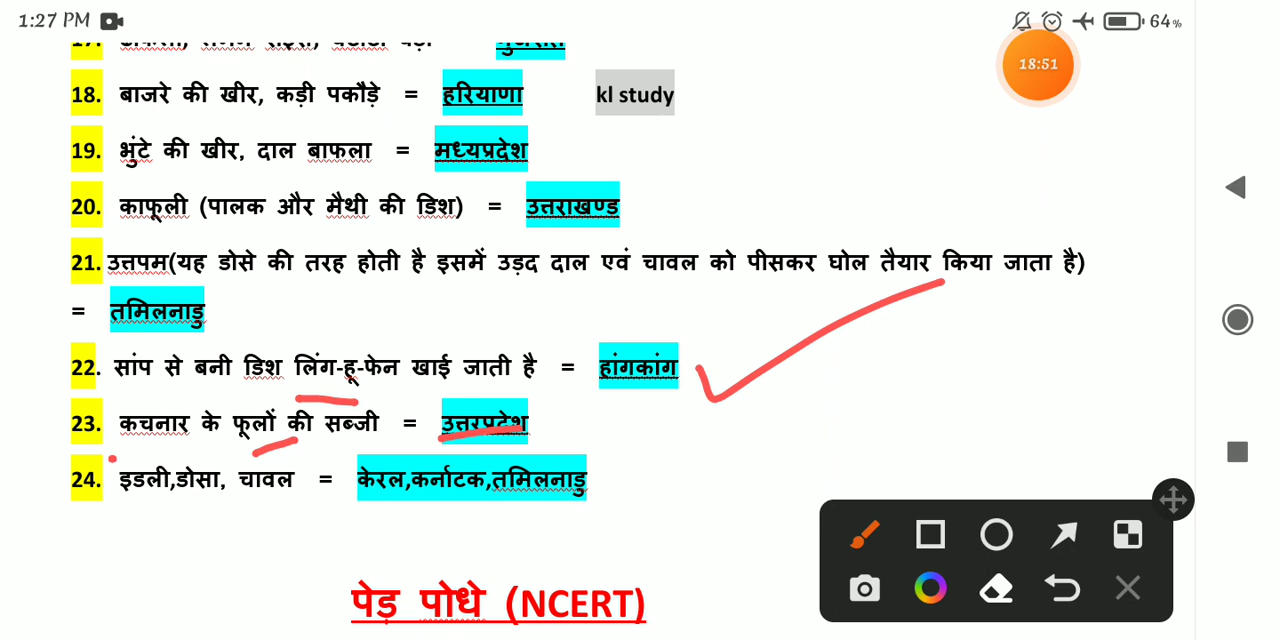 1:27 PM 64%
18:51
18. बाजरे की खीर, कड़ी पकौड़े = हरियाणा kl study
19. भुंटे की खीर, दाल बाफला = मध्यप्रदेश
20. काफूली (पालक और मैथी की डिश) = उत्तराखण्ड
21. उत्तपम(यह डोसे की तरह होती है इसमें उड़द दाल एवं चावल को पीसकर घोल तैयार किया जाता है)
= तमिलनाडु
22. सांप से बनी डिश लिंग-हू-फेन खाई जाती है = हांगकांग
23. कचनार के फूलों की सब्जी = उत्तरप्रदेश
24. इडली,डोसा, चावल = केरल,कर्नाटक,तमिलनाडु
पेड़ पोधे (NCERT)